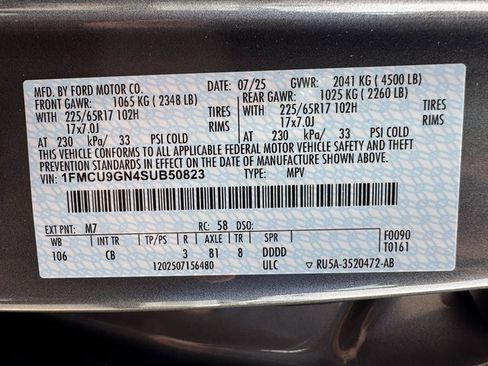 MFD. BY FORD MOTOR CO. 07/25 GVWR: 2041 KG ( 4500 LB)
FRONT GAWR: 1065 KG ( 2348 LB) REAR GAWR: 1025 KG ( 2260 LB)
WITH 225/65R17 102H TIRES WITH 225/65R17 102H TIRES
17x7.0J RIMS 17x7.0J RIMS
AT 230 kPa/ 33 PSI COLD AT 230 kPa/ 33 PSI COLD
THIS VEHICLE CONFORMS TO ALL APPLICABLE FEDERAL MOTOR VEHICLE SAFETY AND THEFT
PREVENTION STANDARDS IN EFFECT ON THE DATE OF MANUFACTURE SHOWN ABOVE.
VIN: 1FMCU9GN4SUB50823 TYPE: MPV
EXT PNT: M7 RC: 58 DSO: F0090
WB INT TR TP/PS R AXLE TR SPR T0161
106 CB 3 81 8 DDDD
1202507156480 ULC RU5A-3520472-AB